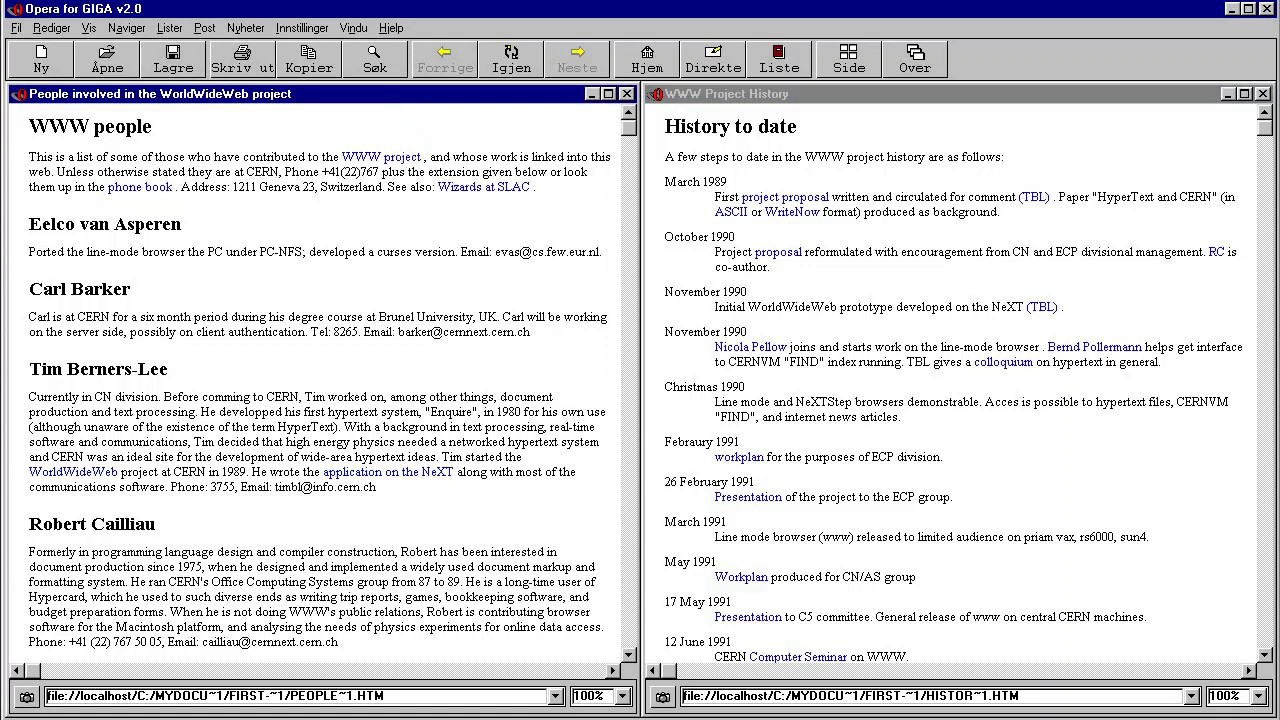 Opera for GIGA v2.0
Fil Rediger Vis Naviger Lister Post Nyheter Innstillinger Vindu Hjelp
Ny Åpne Lagre Skriv ut Kopier Søk Forrige Igjen Neste Hjem Direkte Liste Side Over
People involved in the WorldWideWeb project
WWW people
This is a list of some of those who have contributed to the WWW project , and whose work is linked into this
web. Unless otherwise stated they are at CERN, Phone +41(22)767 plus the extension given below or look
them up in the phone book . Address: 1211 Geneva 23, Switzerland. See also: Wizards at SLAC .
Eelco van Asperen
Ported the line-mode browser the PC under PC-NFS; developed a curses version. Email: evas@cs.few.eur.nl.
Carl Barker
Carl is at CERN for a six month period during his degree course at Brunel University, UK. Carl will be working
on the server side, possibly on client authentication. Tel: 8265. Email: barker@cernnext.cern.ch
Tim Berners-Lee
Currently in CN division. Before comming to CERN, Tim worked on, among other things, document
production and text processing. He developped his first hypertext system, "Enquire", in 1980 for his own use
(although unaware of the existence of the term HyperText). With a background in text processing, real-time
software and communications, Tim decided that high energy physics needed a networked hypertext system
and CERN was an ideal site for the development of wide-area hypertext ideas. Tim started the
WorldWideWeb project at CERN in 1989. He wrote the application on the NeXT along with most of the
communications software. Phone: 3755, Email: timbl@info.cern.ch
Robert Cailliau
Formerly in programming language design and compiler construction, Robert has been interested in
document production since 1975, when he designed and implemented a widely used document markup and
formatting system. He ran CERN's Office Computing Systems group from 87 to 89. He is a long-time user of
Hypercard, which he used to such diverse ends as writing trip reports, games, bookkeeping software, and
budget preparation forms. When he is not doing WWW's public relations, Robert is contributing browser
software for the Macintosh platform, and analysing the needs of physics experiments for online data access.
Phone: +41 (22) 767 50 05, Email: cailliau@cernnext.cern.ch
file://localhost/C:/MYDOCU~1/FIRST-~1/PEOPLE~1.HTM 100%
WWW Project History
History to date
A few steps to date in the WWW project history are as follows:
March 1989
First project proposal written and circulated for comment (TBL) . Paper "HyperText and CERN" (in
ASCII or WriteNow format) produced as background.
October 1990
Project proposal reformulated with encouragement from CN and ECP divisional management. RC is
co-author.
November 1990
Initial WorldWideWeb prototype developed on the NeXT (TBL) .
November 1990
Nicola Pellow joins and starts work on the line-mode browser . Bernd Pollermann helps get interface
to CERNVM "FIND" index running. TBL gives a colloquium on hypertext in general.
Christmas 1990
Line mode and NeXTStep browsers demonstrable. Acces is possible to hypertext files, CERNVM
"FIND", and internet news articles.
Febraury 1991
workplan for the purposes of ECP division.
26 February 1991
Presentation of the project to the ECP group.
March 1991
Line mode browser (www) released to limited audience on priam vax, rs6000, sun4.
May 1991
Workplan produced for CN/AS group
17 May 1991
Presentation to C5 committee. General release of www on central CERN machines.
12 June 1991
CERN Computer Seminar on WWW.
file://localhost/C:/MYDOCU~1/FIRST-~1/HISTOR~1.HTM 100%